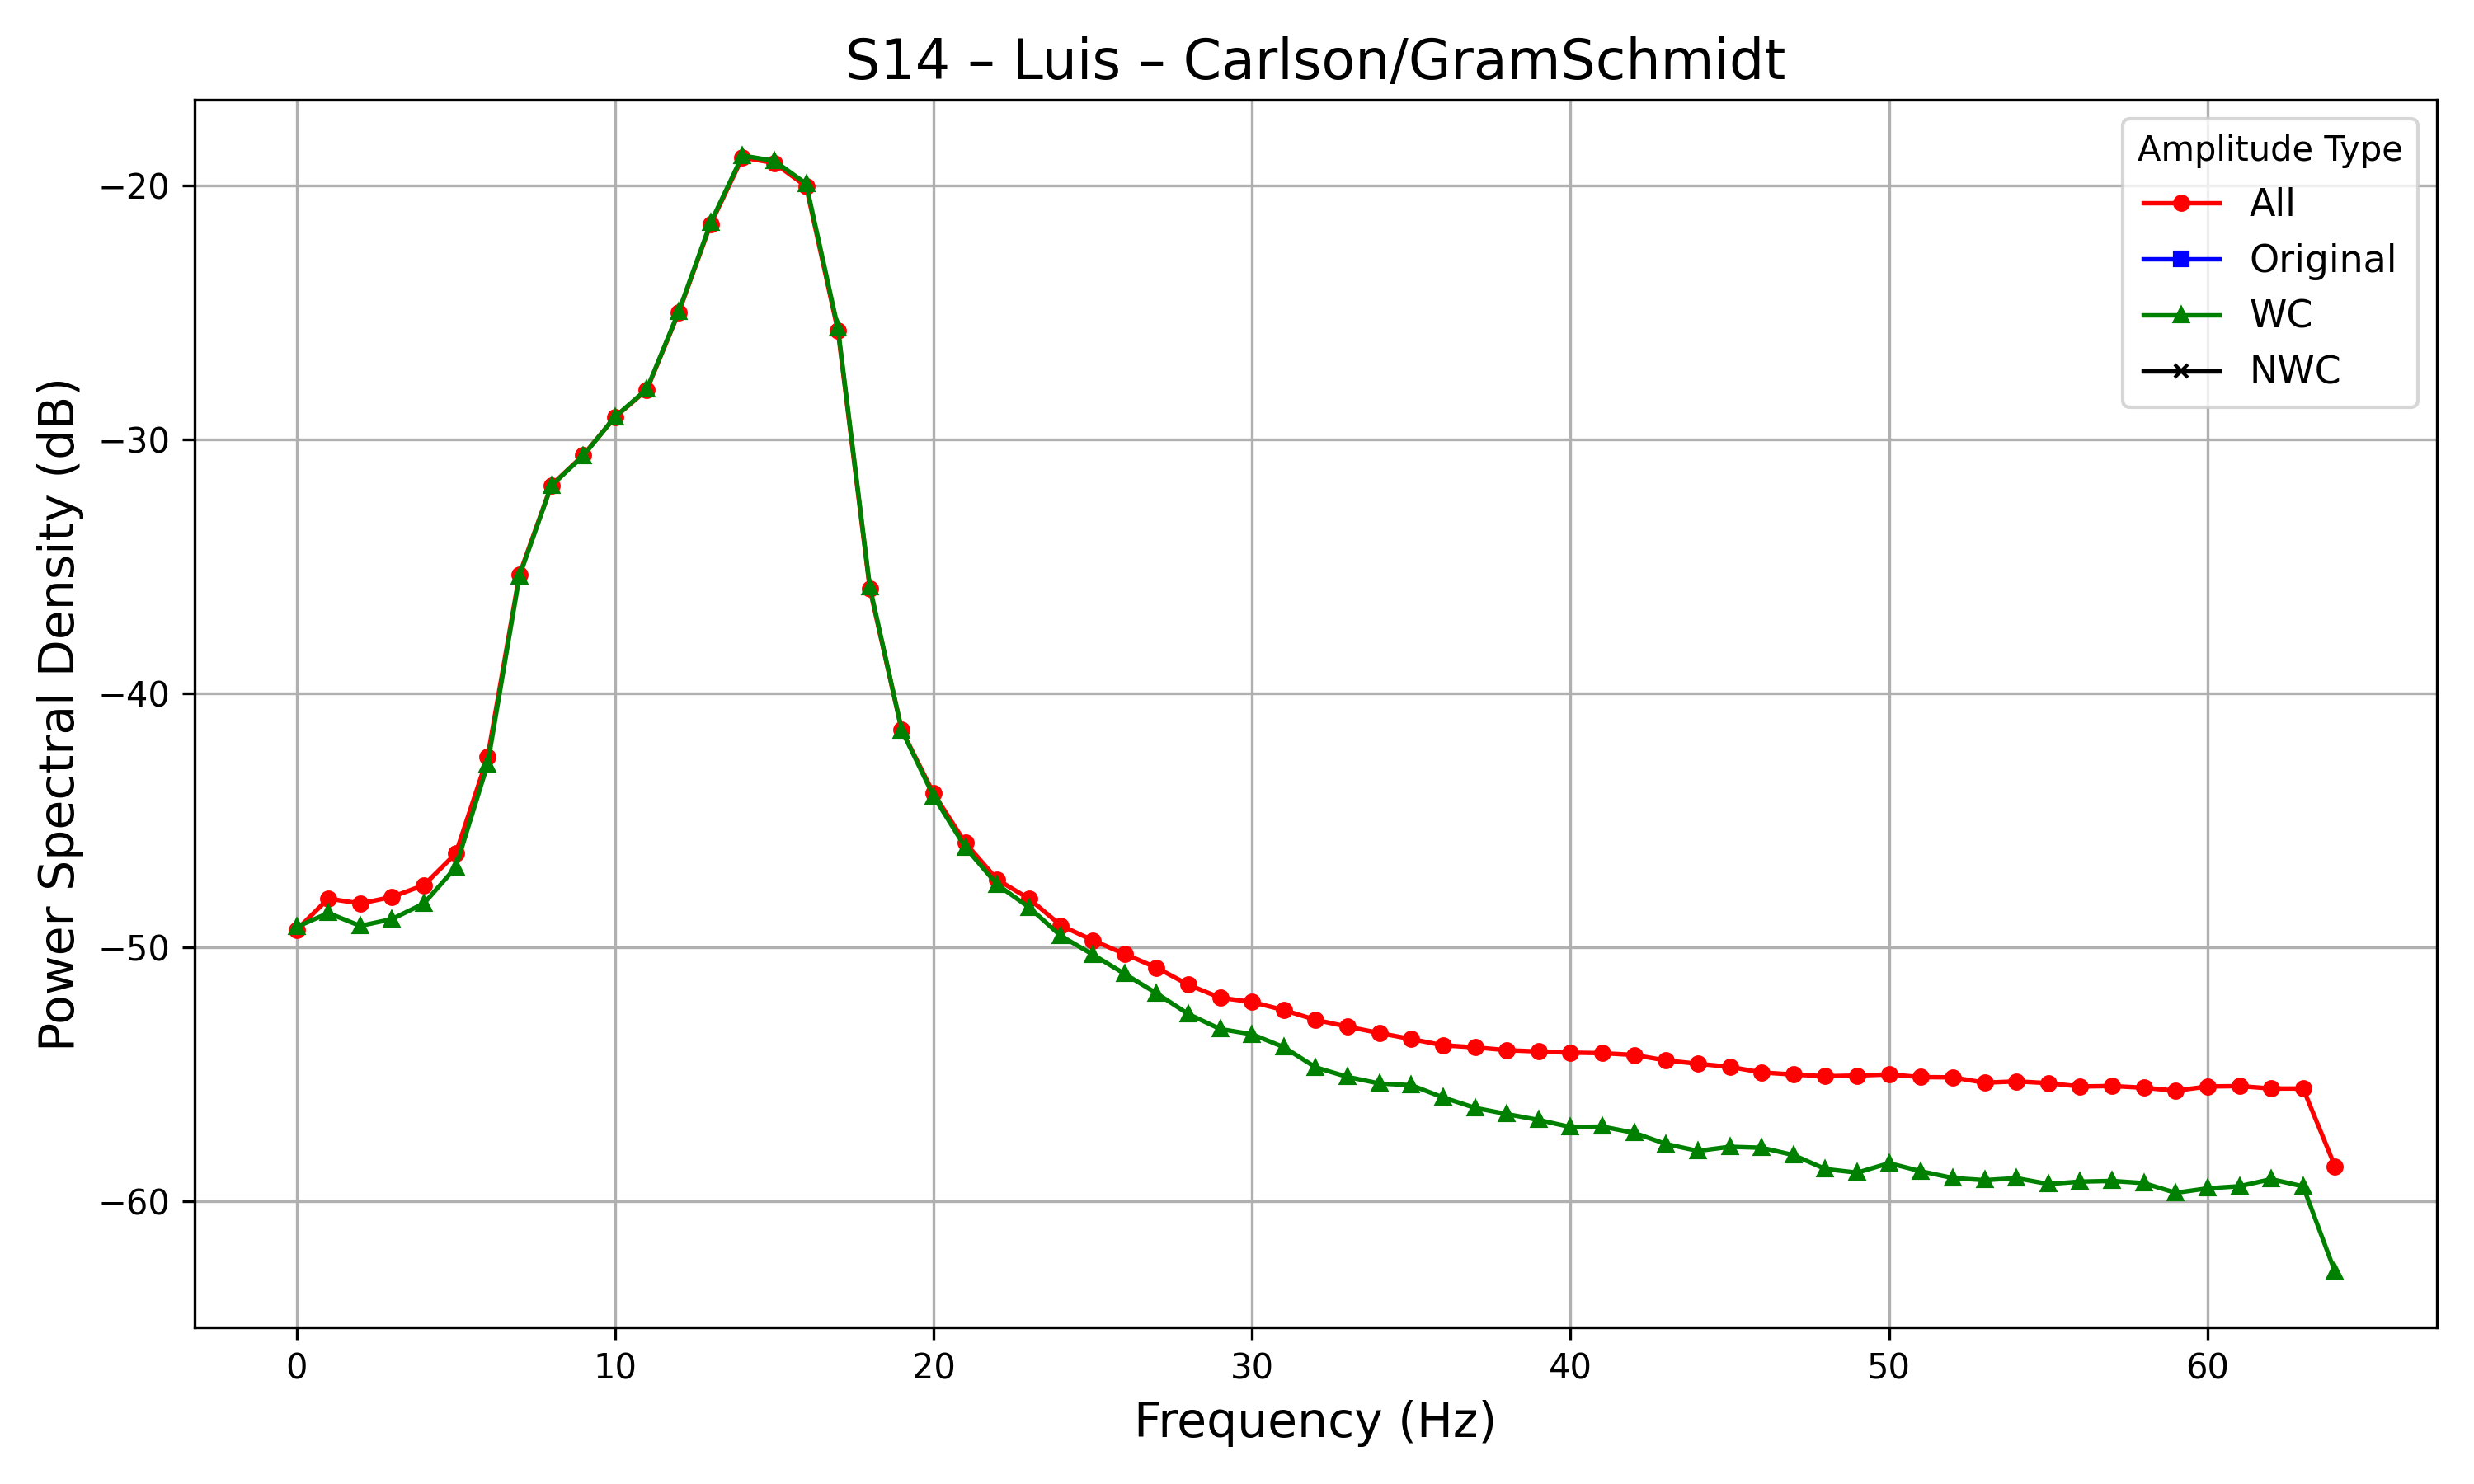 S14 – Luis – Carlson/GramSchmidt
Power Spectral Density (dB)
−20
−30
−40
−50
−60
Amplitude Type
All
Original
WC
NWC
0 10 20 30 40 50 60
Frequency (Hz)